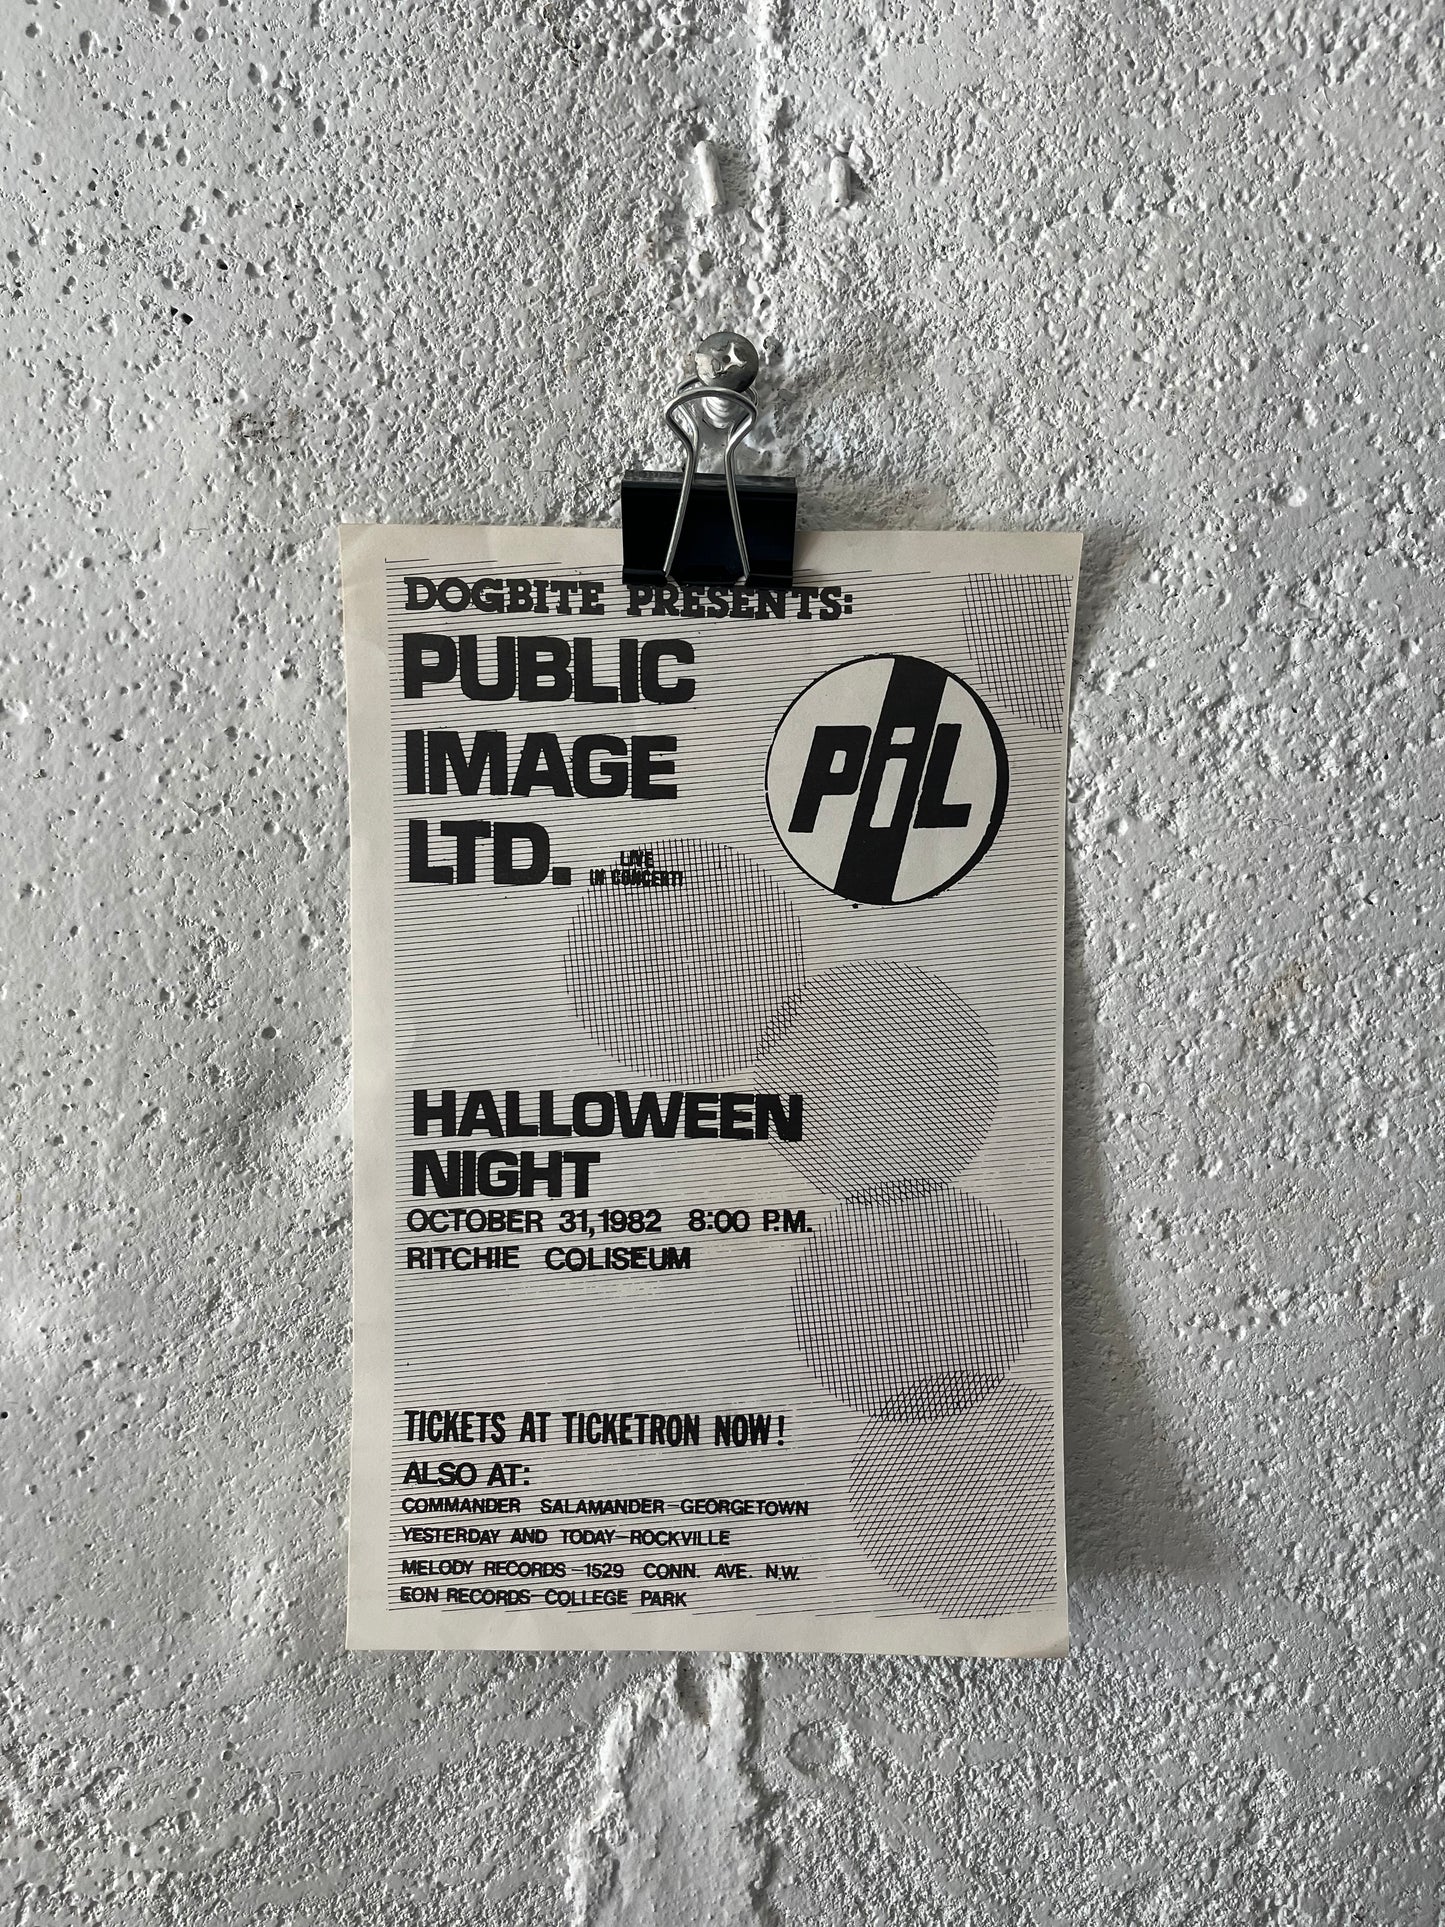 DOGBITE PRESENTS:
PUBLIC
IMAGE
LTD.
LIVE
IN CONCERT!
PiL
HALLOWEEN
NIGHT
OCTOBER 31, 1982 8:00 P.M.
RITCHIE COLISEUM
TICKETS AT TICKETRON NOW!
ALSO AT:
COMMANDER SALAMANDER-GEORGETOWN
YESTERDAY AND TODAY-ROCKVILLE
MELODY RECORDS-1529 CONN. AVE. N.W.
EON RECORDS COLLEGE PARK